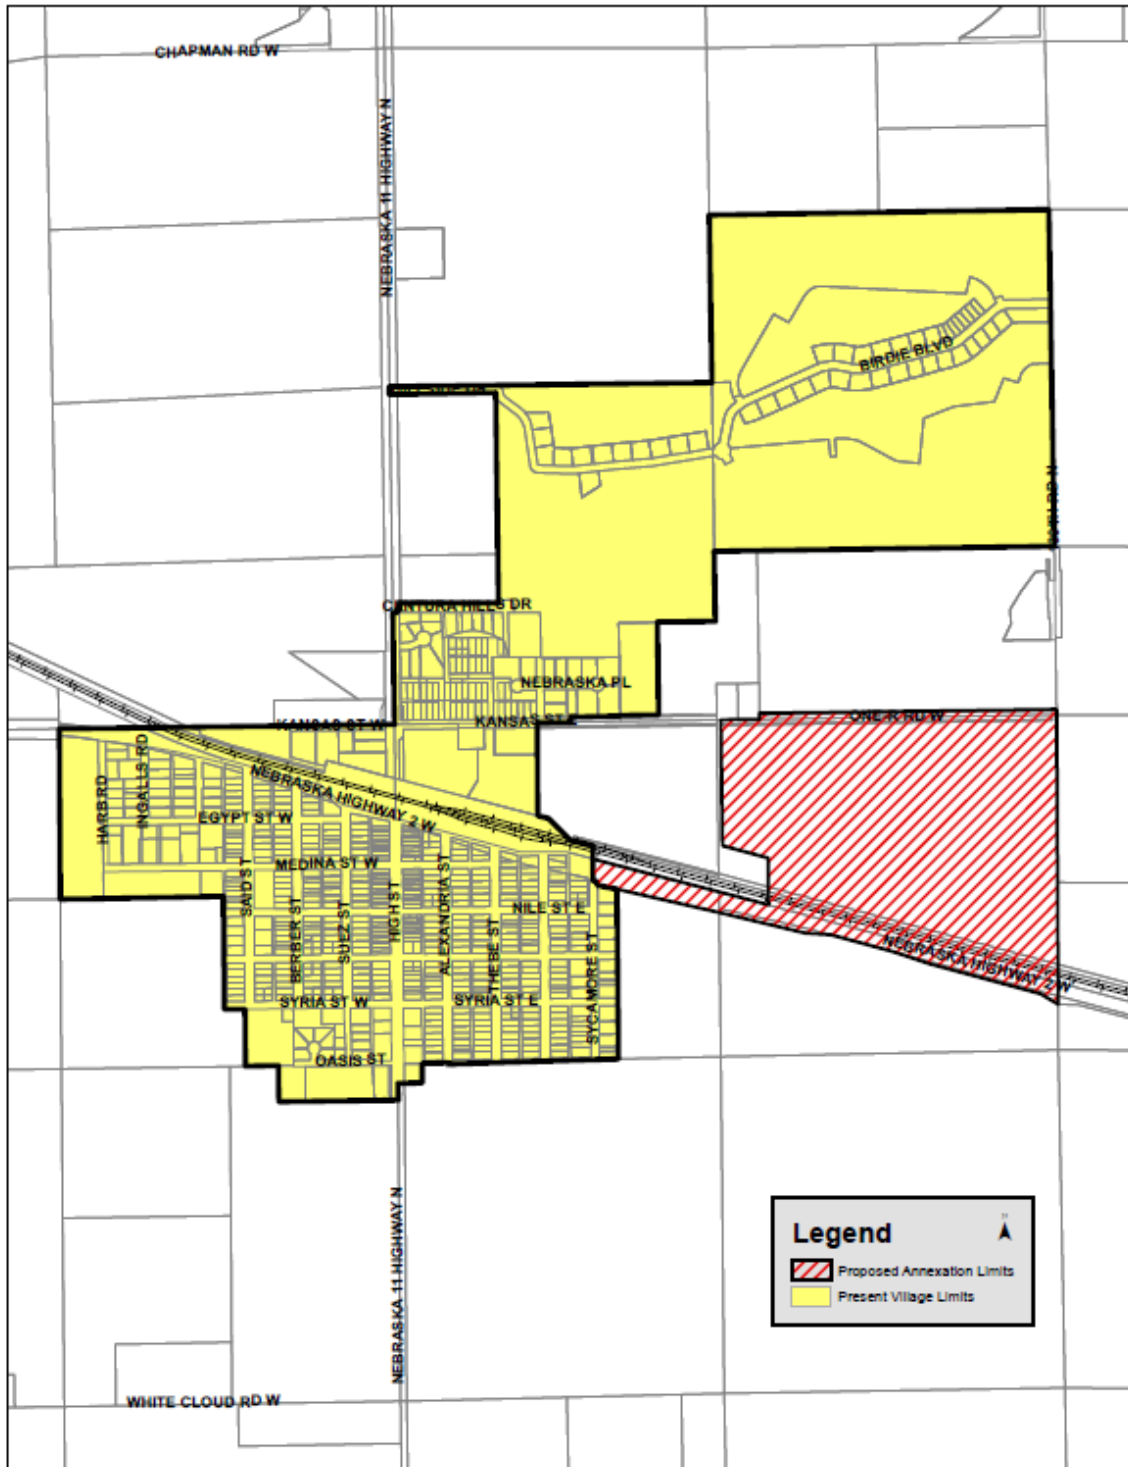 CHAPMAN RD W
NEBRASKA 11 HIGHWAY N
BIRDIE BLVD
CENTURA HILLS DR
NEBRASKA PL
KANSAS ST W
KANSAS ST E
ONE-R RD W
HARB RD
INGALLS RD
NEBRASKA HIGHWAY 2 W
EGYPT ST W
MEDINA ST W
SAID ST
BERBER ST
SUEZ ST
HIGH ST
ALEXANDRIA ST
THEBE ST
NILE ST E
SYCAMORE ST
NEBRASKA HIGHWAY 2 W
SYRIA ST W
SYRIA ST E
OASIS ST
NEBRASKA 11 HIGHWAY N
Legend
Proposed Annexation Limits
Present Village Limits
WHITE CLOUD RD W